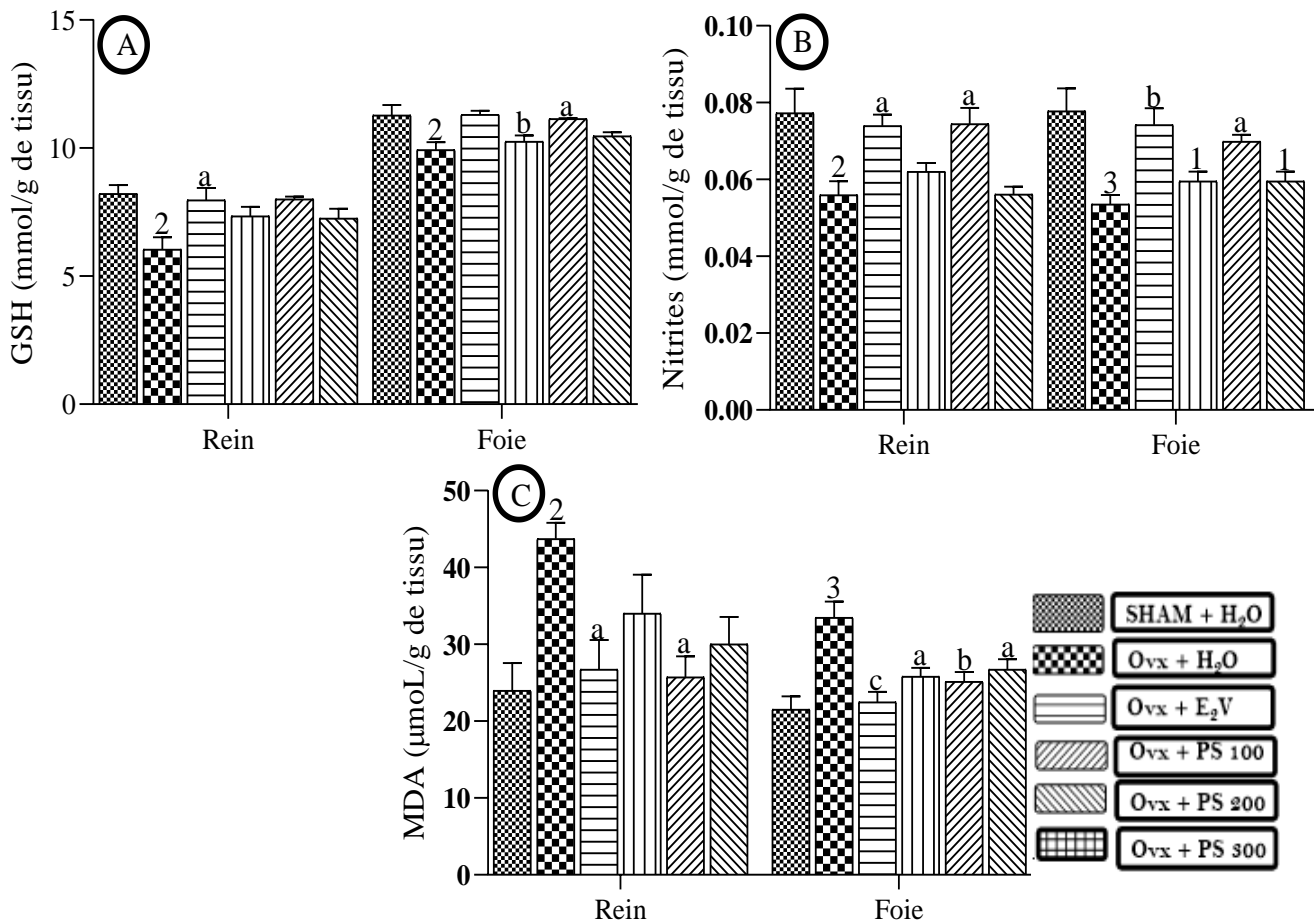 A
GSH (mmol/g de tissu)
15
10
5
0
2
a
2
b
a
Rein
Foie
B
Nitrites (mmol/g de tissu)
0.10
0.08
0.06
0.04
0.02
0.00
2
a
a
3
b
1
a
1
Rein
Foie
C
MDA (µmoL/g de tissu)
50
40
30
20
10
0
2
a
a
3
c
a
b
a
Rein
Foie
SHAM + H₂O
Ovx + H₂O
Ovx + E₂V
Ovx + PS 100
Ovx + PS 200
Ovx + PS 300